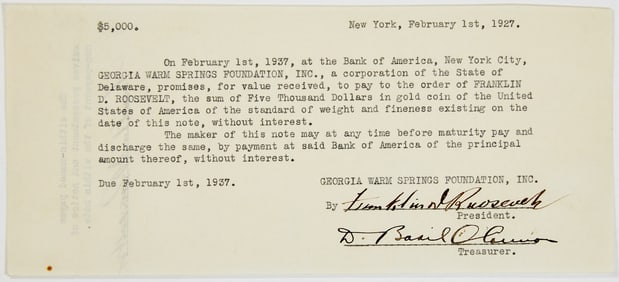 $5,000. New York, February 1st, 1927.
On February 1st, 1937, at the Bank of America, New York City,
GEORGIA WARM SPRINGS FOUNDATION, INC., a corporation of the State of
Delaware, promises, for value received, to pay to the order of FRANKLIN
D. ROOSEVELT, the sum of Five Thousand Dollars in gold coin of the United
States of America of the standard of weight and fineness existing on the
date of this note, without interest.
The maker of this note may at any time before maturity pay and
discharge the same, by payment at said Bank of America of the principal
amount thereof, without interest.
Due February 1st, 1937. GEORGIA WARM SPRINGS FOUNDATION, INC.
By Franklin D Roosevelt
President.
D. Basil O'Connor
Treasurer.